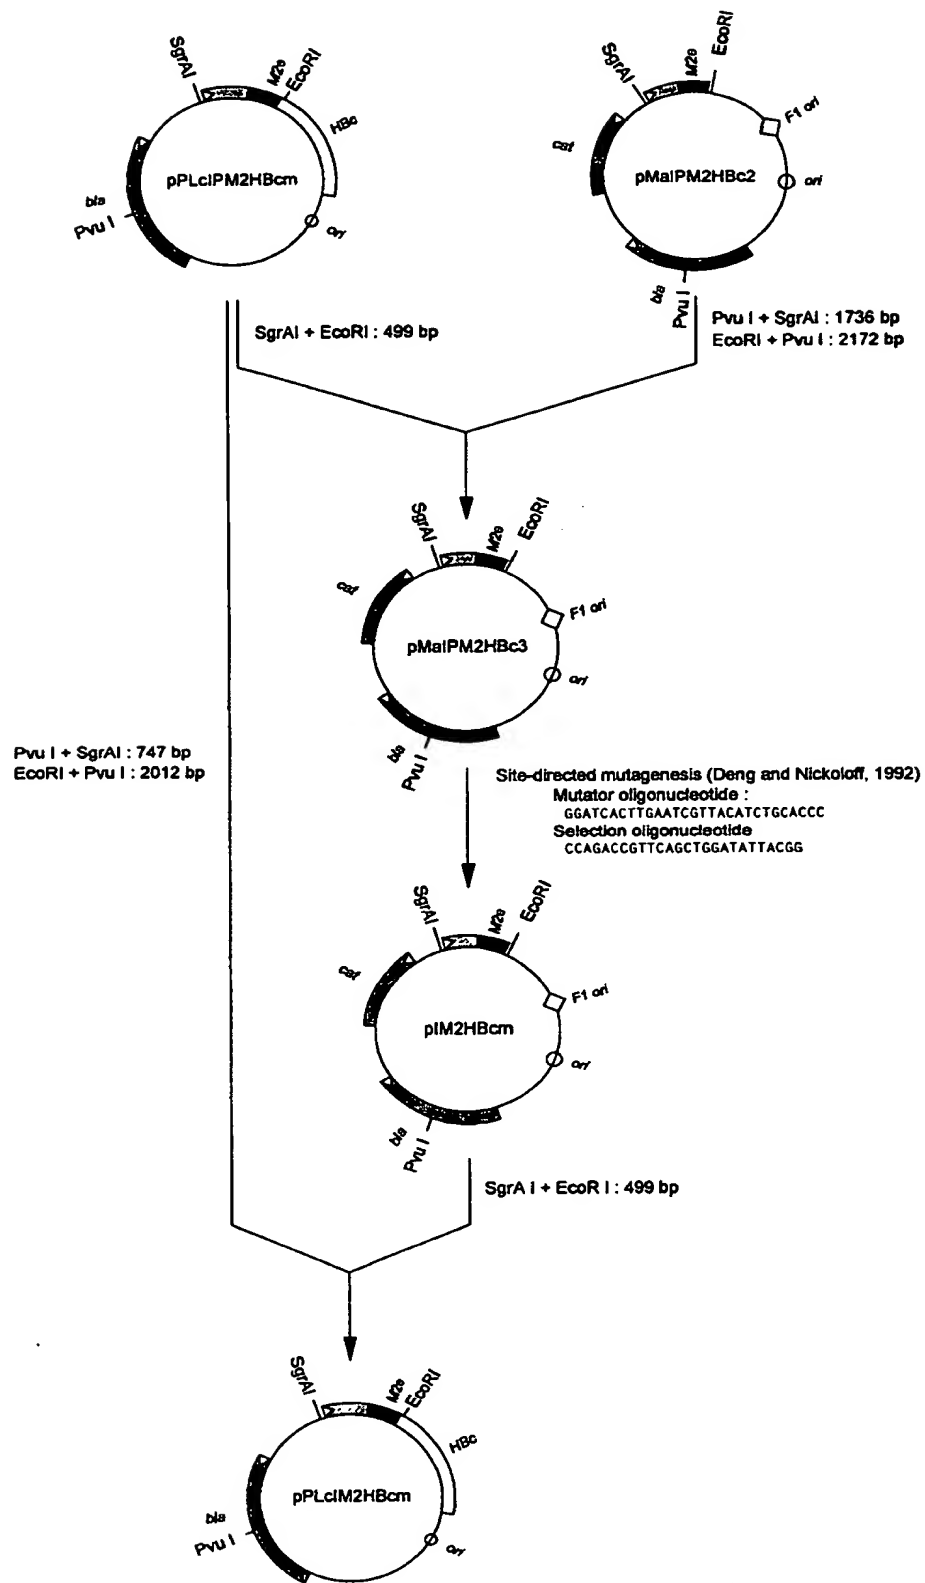 SgrAI
M2e
EcoRI
HBc
pPLcIPM2HBcm
bla
Pvu I
ori
SgrAI
M2e
EcoRI
F1 ori
cat
pMalPM2HBc2
ori
bla
Pvu I
SgrAI + EcoRI : 499 bp
Pvu I + SgrAI : 1736 bp
EcoRI + Pvu I : 2172 bp
SgrAI
M2e
EcoRI
cat
F1 ori
pMalPM2HBc3
ori
bla
Pvu I
Pvu I + SgrAI : 747 bp
EcoRI + Pvu I : 2012 bp
Site-directed mutagenesis (Deng and Nickoloff, 1992)
Mutator oligonucleotide :
GGATCACTTGAATCGTTACATCTGCACCC
Selection oligonucleotide
CCAGACCGTTCAGCTGGATATTACGG
SgrAI
M2e
EcoRI
cat
F1 ori
pIM2HBcm
ori
bla
Pvu I
SgrA I + EcoR I : 499 bp
SgrAI
M2e
EcoRI
HBc
pPLcIM2HBcm
bla
Pvu I
ori